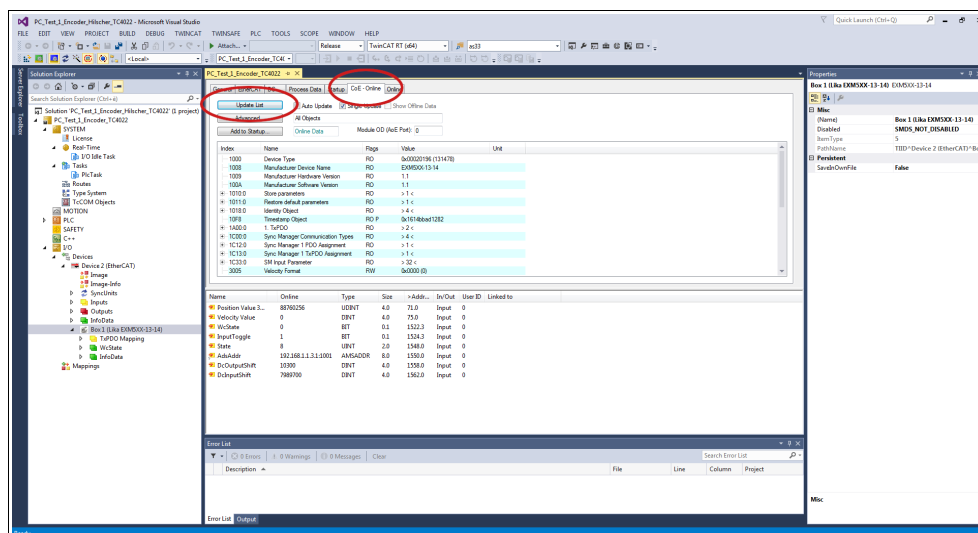 PC_Test_1_Encoder_Hilscher_TC4022 - Microsoft Visual Studio
Quick Launch (Ctrl+Q)
FILE EDIT VIEW PROJECT BUILD DEBUG TWINCAT TWINSAFE PLC TOOLS SCOPE WINDOW HELP
Attach... Release TwinCAT RT (x64) as33
<Local> PC_Test_1_Encoder_TC4
Server Explorer
Toolbox
Solution Explorer
Search Solution Explorer (Ctrl+è)
Solution 'PC_Test_1_Encoder_Hilscher_TC4022' (1 project)
PC_Test_1_Encoder_TC4022
SYSTEM
License
Real-Time
I/O Idle Task
Tasks
PlcTask
Routes
Type System
TcCOM Objects
MOTION
PLC
SAFETY
C++
I/O
Devices
Device 2 (EtherCAT)
Image
Image-Info
SyncUnits
Inputs
Outputs
InfoData
Box 1 (Lika EXM5XX-13-14)
TxPDO Mapping
WcState
InfoData
Mappings
PC_Test_1_Encoder_TC4022
General EtherCAT Process Data Startup CoE - Online Online
Update List Auto Update Single Update Show Offline Data
Advanced... All Objects
Add to Startup... Online Data Module OD (AoE Port): 0
Index Name Flags Value Unit
1000 Device Type RO 0x00020196 (131478)
1008 Manufacturer Device Name RO EXM5XX-13-14
1009 Manufacturer Hardware Version RO 1.1
100A Manufacturer Software Version RO 1.1
1010:0 Store parameters RO > 1 <
1011:0 Restore default parameters RO > 1 <
1018:0 Identity Object RO > 4 <
10F8 Timestamp Object RO P 0x1614bbad1282
1A00:0 1. TxPDO RO > 2 <
1C00:0 Sync Manager Communication Types RO > 4 <
1C12:0 Sync Manager 1 PDO Assignment RO > 1 <
1C13:0 Sync Manager 1 TxPDO Assignment RO > 1 <
1C33:0 SM Input Parameter RO > 32 <
3005 Velocity Format RW 0x0000 (0)
Name Online Type Size >Addr... In/Out User ID Linked to
Position Value 3... 88760256 UDINT 4.0 71.0 Input 0
Velocity Value 0 DINT 4.0 75.0 Input 0
WcState 0 BIT 0.1 1522.3 Input 0
InputToggle 1 BIT 0.1 1524.3 Input 0
State 8 UINT 2.0 1548.0 Input 0
AdsAddr 192.168.1.1.3.1:1001 AMSADDR 8.0 1550.0 Input 0
DcOutputShift 10300 DINT 4.0 1558.0 Input 0
DcInputShift 7989700 DINT 4.0 1562.0 Input 0
Error List
0 Errors 0 Warnings 0 Messages Clear
Search Error List
Description File Line Column Project
Error List Output
Properties
Box 1 (Lika EXM5XX-13-14) EXM5XX-13-14
Misc
(Name) Box 1 (Lika EXM5XX-13-14)
Disabled SMDS_NOT_DISABLED
ItemType 5
PathName TIID^Device 2 (EtherCAT)^Bo
Persistent
SaveInOwnFile False
Misc